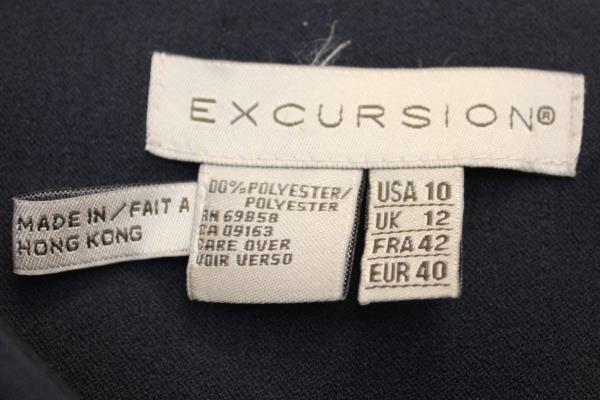 EXCURSION®
MADE IN/FAIT A
HONG KONG
00% POLYESTER/
POLYESTER
RN 69858
CA 09163
CARE OVER
VOIR VERSO
USA 10
UK 12
FRA 42
EUR 40